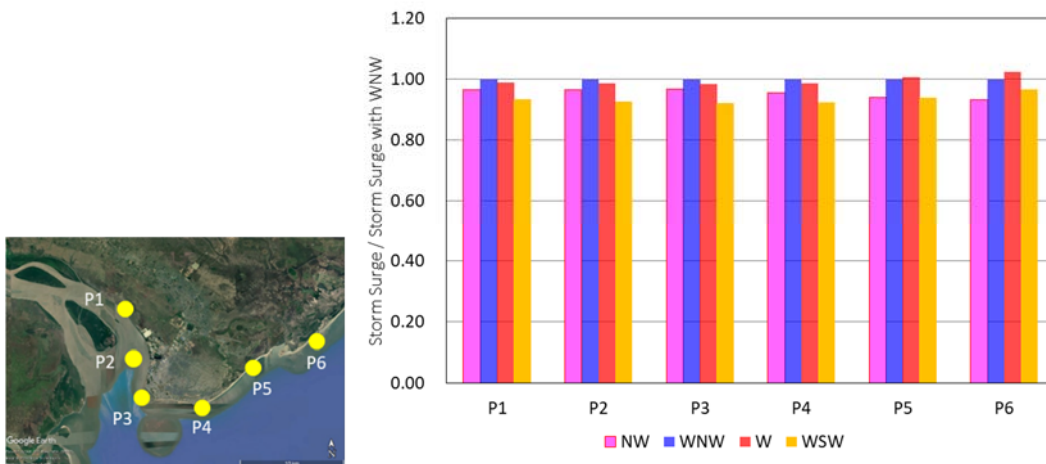 P1
P2
P3
P4
P5
P6
Google Earth
A
N
Storm Surge / Storm Surge with WNW
1.20
1.00
0.80
0.60
0.40
0.20
0.00
P1 P2 P3 P4 P5 P6
NW WNW W WSW